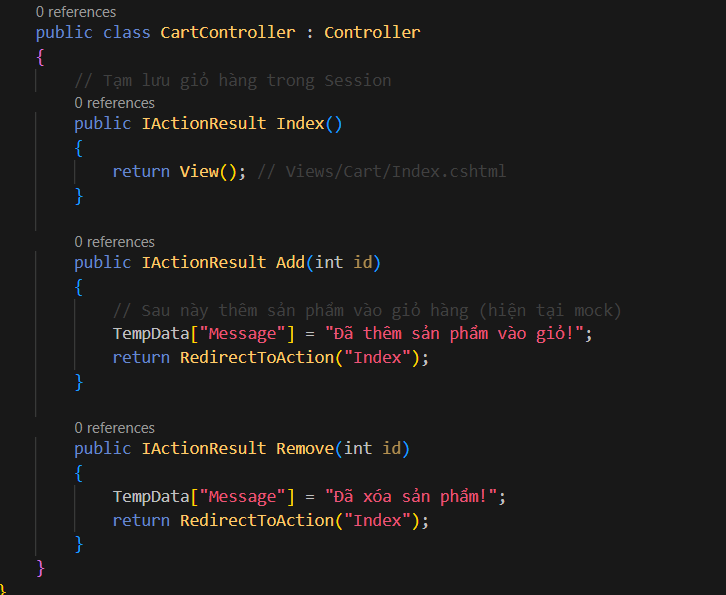 0 references
public class CartController : Controller
{
// Tạm lưu giỏ hàng trong Session
0 references
public IActionResult Index()
{
return View(); // Views/Cart/Index.cshtml
}
0 references
public IActionResult Add(int id)
{
// Sau này thêm sản phẩm vào giỏ hàng (hiện tại mock)
TempData["Message"] = "Đã thêm sản phẩm vào giỏ!";
return RedirectToAction("Index");
}
0 references
public IActionResult Remove(int id)
{
TempData["Message"] = "Đã xóa sản phẩm!";
return RedirectToAction("Index");
}
}
}